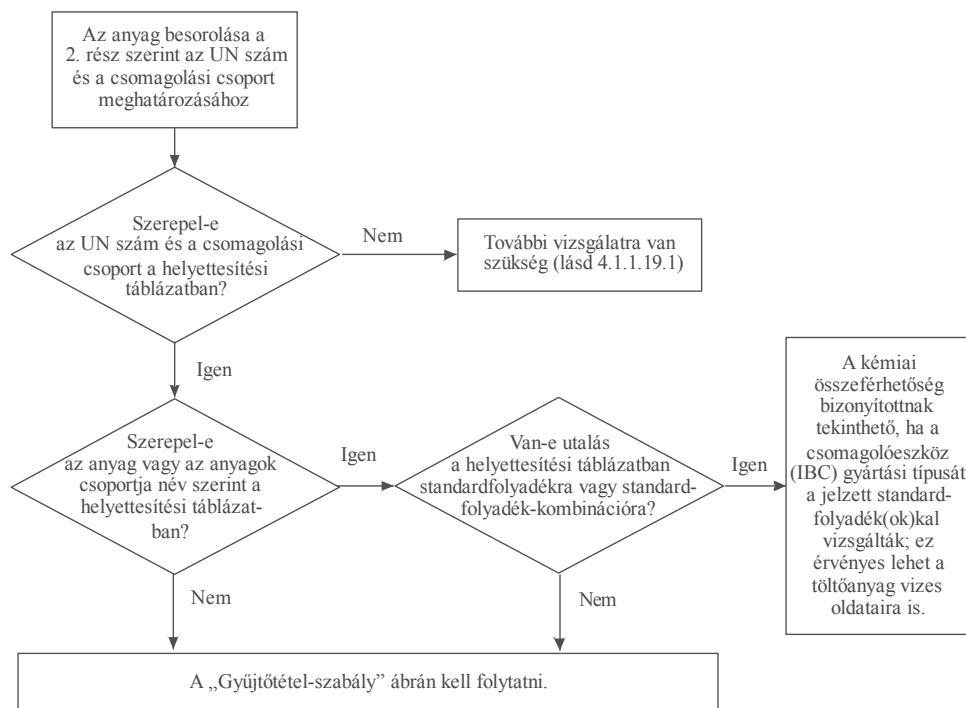 Az anyag besorolása a
2. rész szerint az UN szám
és a csomagolási csoport
meghatározásához
Szerepel-e
az UN szám és a csomagolási
csoport a helyettesítési
táblázatban?
Nem
További vizsgálatra van
szükség (lásd 4.1.1.19.1)
Igen
Szerepel-e
az anyag vagy az anyagok
csoportja név szerint a
helyettesítési táblázat-
ban?
Igen
Van-e utalás
a helyettesítési táblázatban
standardfolyadékra vagy standard-
folyadék-kombinációra?
Igen
A kémiai
összeférhetőség
bizonyítottnak
tekinthető, ha a
csomagolóeszköz
(IBC) gyártási típusát
a jelzett standard-
folyadék(ok)kal
vizsgálták; ez
érvényes lehet a
töltőanyag vizes
oldataira is.
Nem
Nem
A „Gyűjtőtétel-szabály” ábrán kell folytatni.